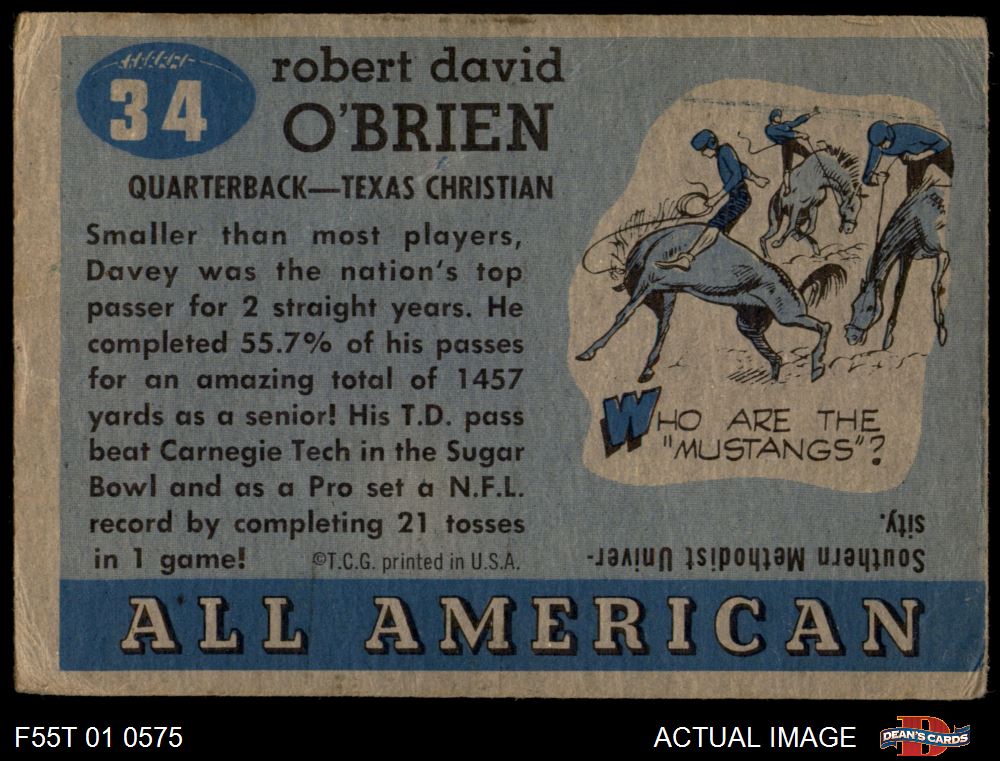 34
robert david
O'BRIEN
QUARTERBACK—TEXAS CHRISTIAN
Smaller than most players,
Davey was the nation's top
passer for 2 straight years. He
completed 55.7% of his passes
for an amazing total of 1457
yards as a senior! His T.D. pass
beat Carnegie Tech in the Sugar
Bowl and as a Pro set a N.F.L.
record by completing 21 tosses
in 1 game!
©T.C.G. printed in U.S.A.
WHO ARE THE
"MUSTANGS"?
Southern Methodist Univer-
sity.
ALL AMERICAN
F55T 01 0575
ACTUAL IMAGE
D
DEAN'S CARDS